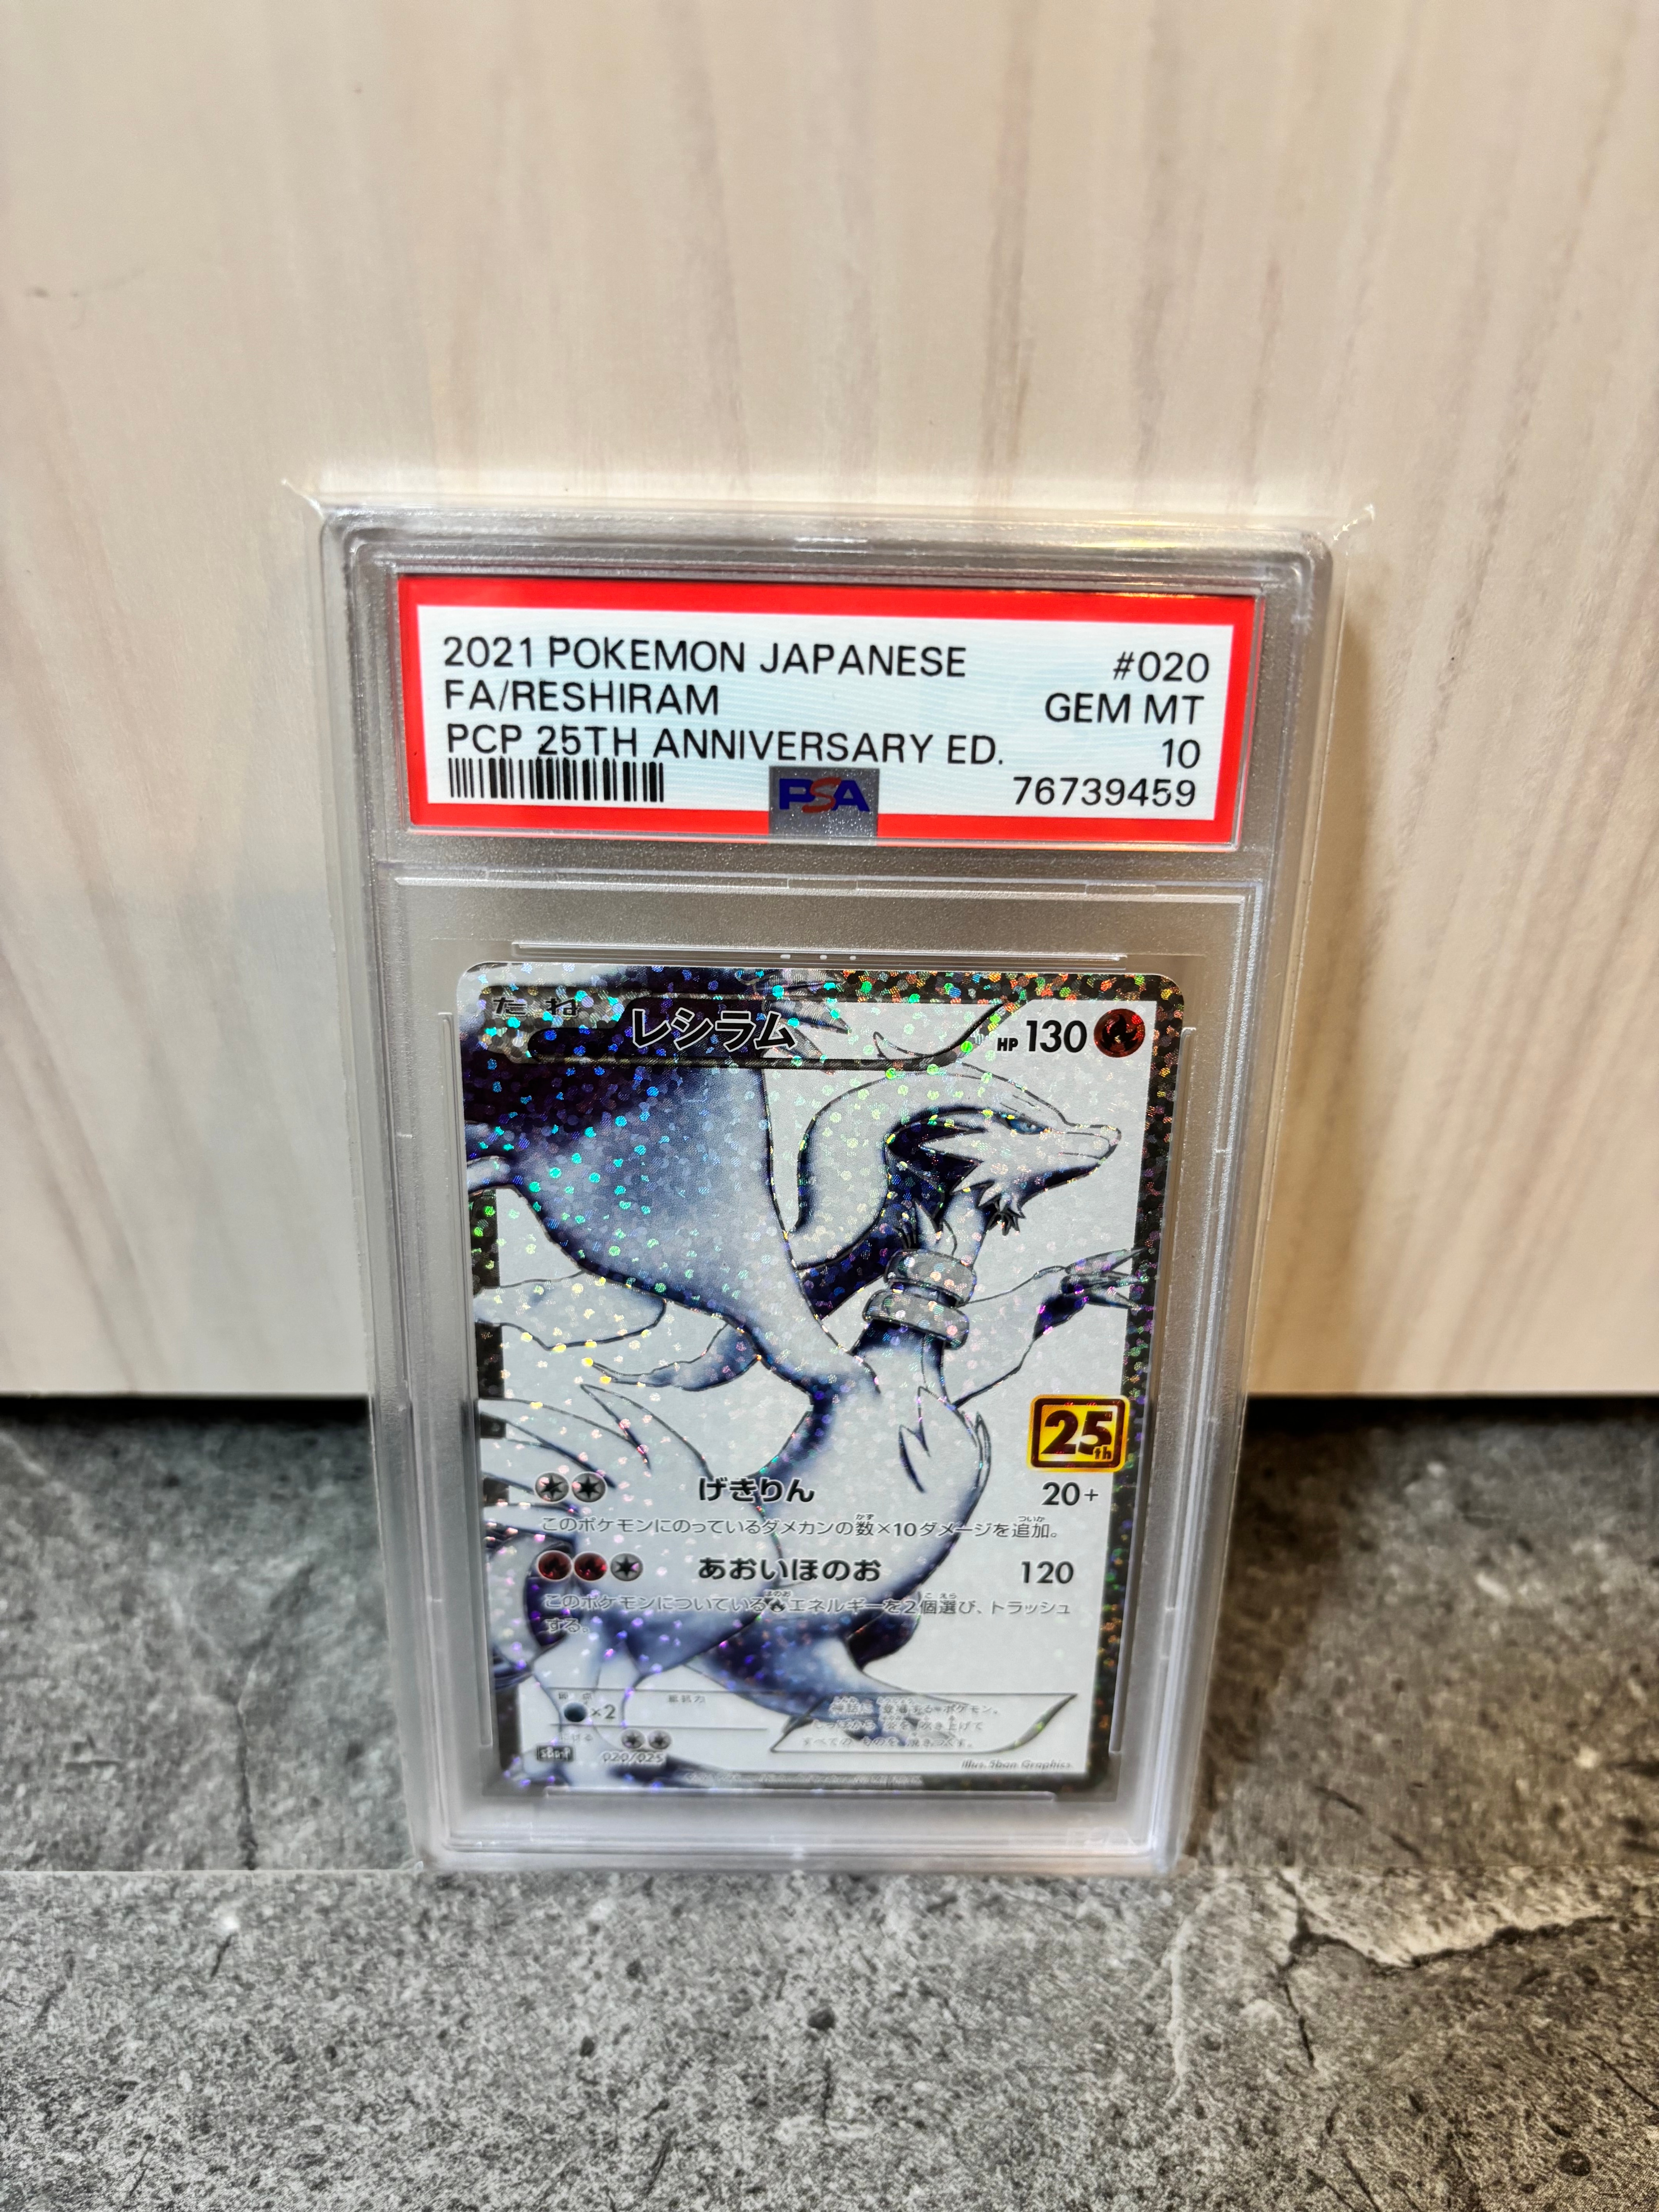 2021 POKEMON JAPANESE #020
FA/RESHIRAM GEM MT
PCP 25TH ANNIVERSARY ED. 10
PSA 76739459
たね レシラム HP 130
25th
げきりん 20+
このポケモンにのっているダメカンの数×10ダメージを追加。
あおいほのお 120
このポケモンについているエネルギーを2個選び、トラッシュ
する。
×2
020/025
Illus. 5ban Graphics